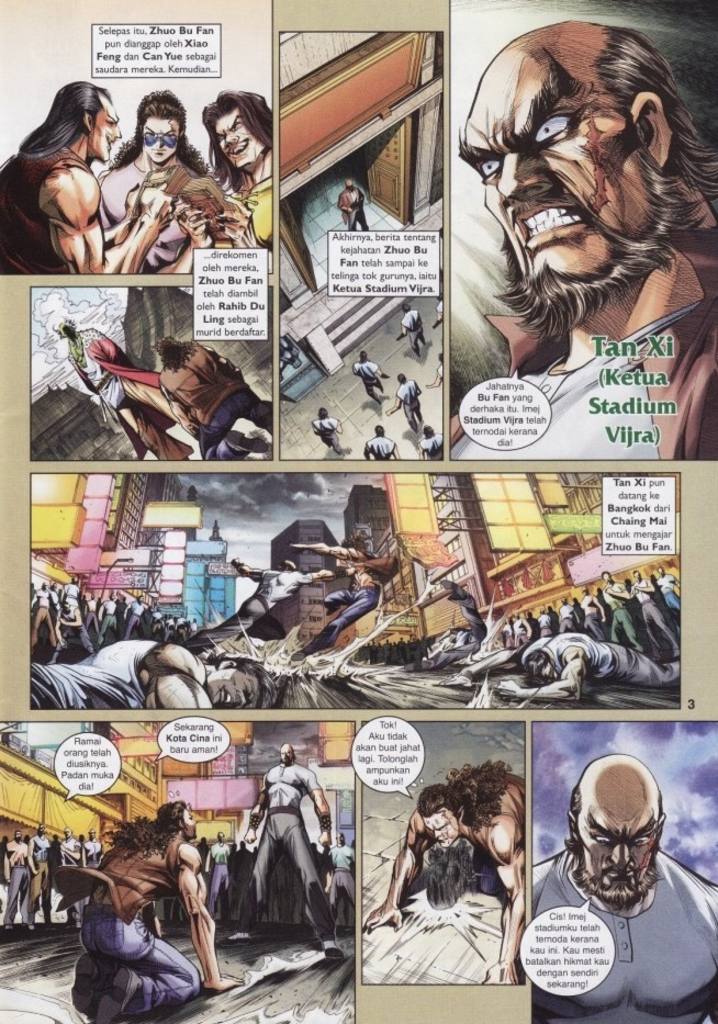 Selepas itu, Zhuo Bu Fan
pun dianggap oleh Xiao
Feng dan Can Yue sebagai
saudara mereka. Kemudian...
...direkomen
oleh mereka,
Zhuo Bu Fan
telah diambil
oleh Rahib Du
Ling sebagai
murid berdaftar.
Akhirnya, berita tentang
kejahatan Zhuo Bu
Fan telah sampai ke
telinga tok gurunya, iaitu
Ketua Stadium Vijra.
Jahatnya
Bu Fan yang
derhaka itu. Imej
Stadium Vijra telah
ternodai kerana
dia!
Tan Xi
(Ketua
Stadium
Vijra)
Tan Xi pun
datang ke
Bangkok dari
Chaing Mai
untuk mengajar
Zhuo Bu Fan.
3
Ramai
orang telah
diusiknya.
Padan muka
dia!
Sekarang
Kota Cina ini
baru aman!
Tok!
Aku tidak
akan buat jahat
lagi. Tolonglah
ampunkan
aku ini!
Cis! Imej
stadiumku telah
ternoda kerana
kau ini. Kau mesti
batalkan hikmat kau
dengan sendiri
sekarang!